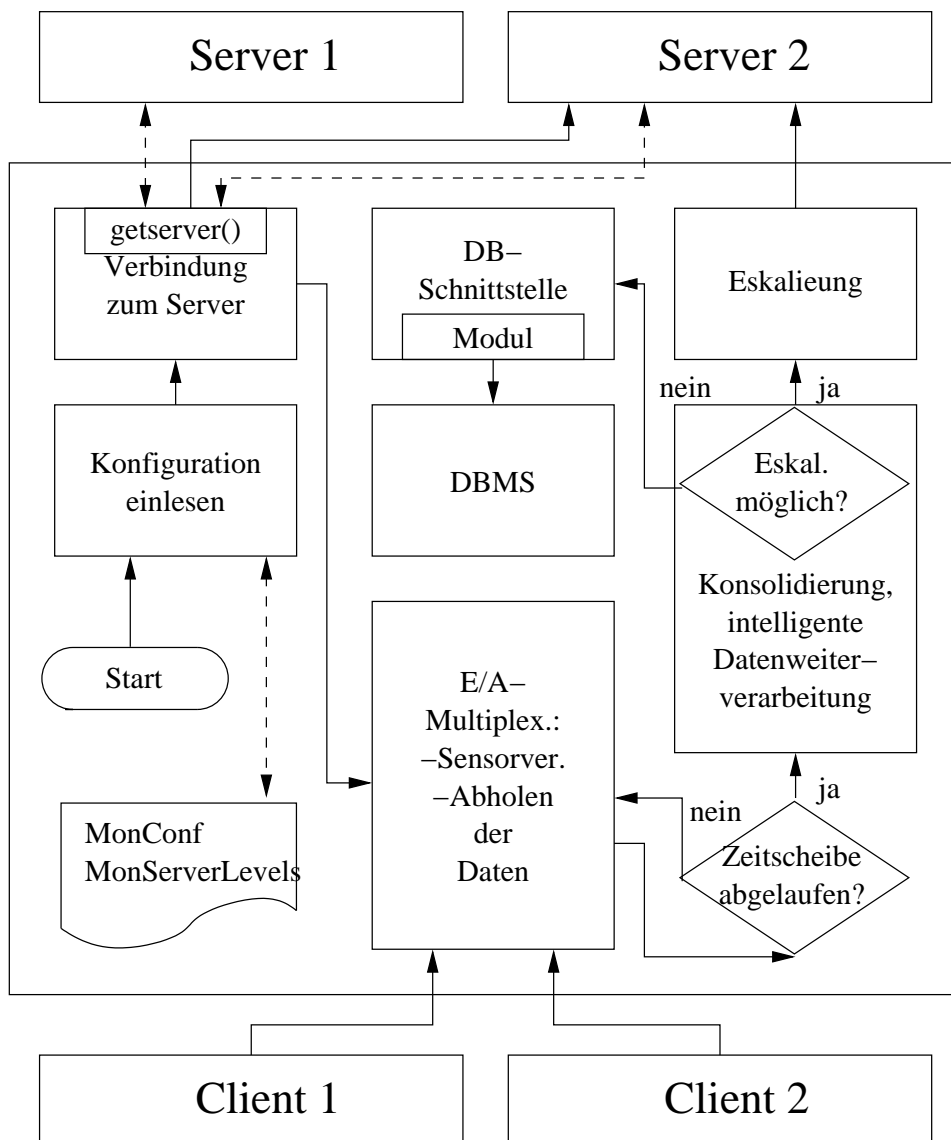 Server 1
Server 2
getserver()
Verbindung
zum Server
DB−
Schnittstelle
Modul
Eskalieung
nein
ja
Konfiguration
einlesen
DBMS
Eskal.
möglich?
Konsolidierung,
intelligente
Datenweiter−
verarbeitung
Start
E/A−
Multiplex.:
−Sensorver.
−Abholen
der
Daten
ja
nein
MonConf
MonServerLevels
Zeitscheibe
abgelaufen?
Client 1
Client 2